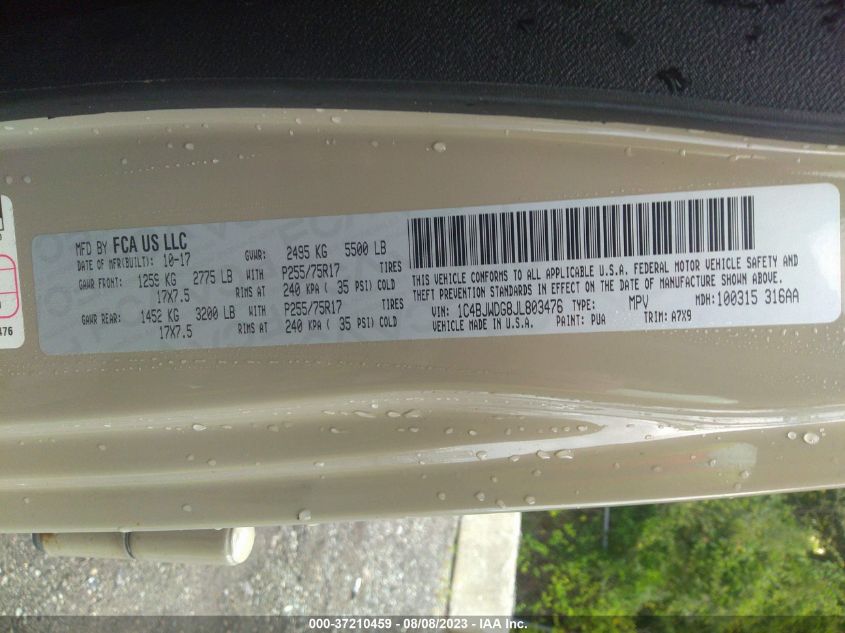 MFD BY FCA US LLC
DATE OF MFR(BUILT): 10-17 GVWR: 2495 KG 5500 LB
GAWR FRONT: 1259 KG 2775 LB WITH P255/75R17 TIRES
17X7.5 RIMS AT 240 KPA ( 35 PSI) COLD
GAWR REAR: 1452 KG 3200 LB WITH P255/75R17 TIRES
17X7.5 RIMS AT 240 KPA ( 35 PSI) COLD
THIS VEHICLE CONFORMS TO ALL APPLICABLE U.S.A. FEDERAL MOTOR VEHICLE SAFETY AND
THEFT PREVENTION STANDARDS IN EFFECT ON THE DATE OF MANUFACTURE SHOWN ABOVE.
VIN: 1C4BJWDG8JL803476 TYPE: MPV MDH: 100315 316AA
VEHICLE MADE IN U.S.A. PAINT: PUA TRIM: A7X9
476
000-37210459 - 08/08/2023 - IAA Inc.